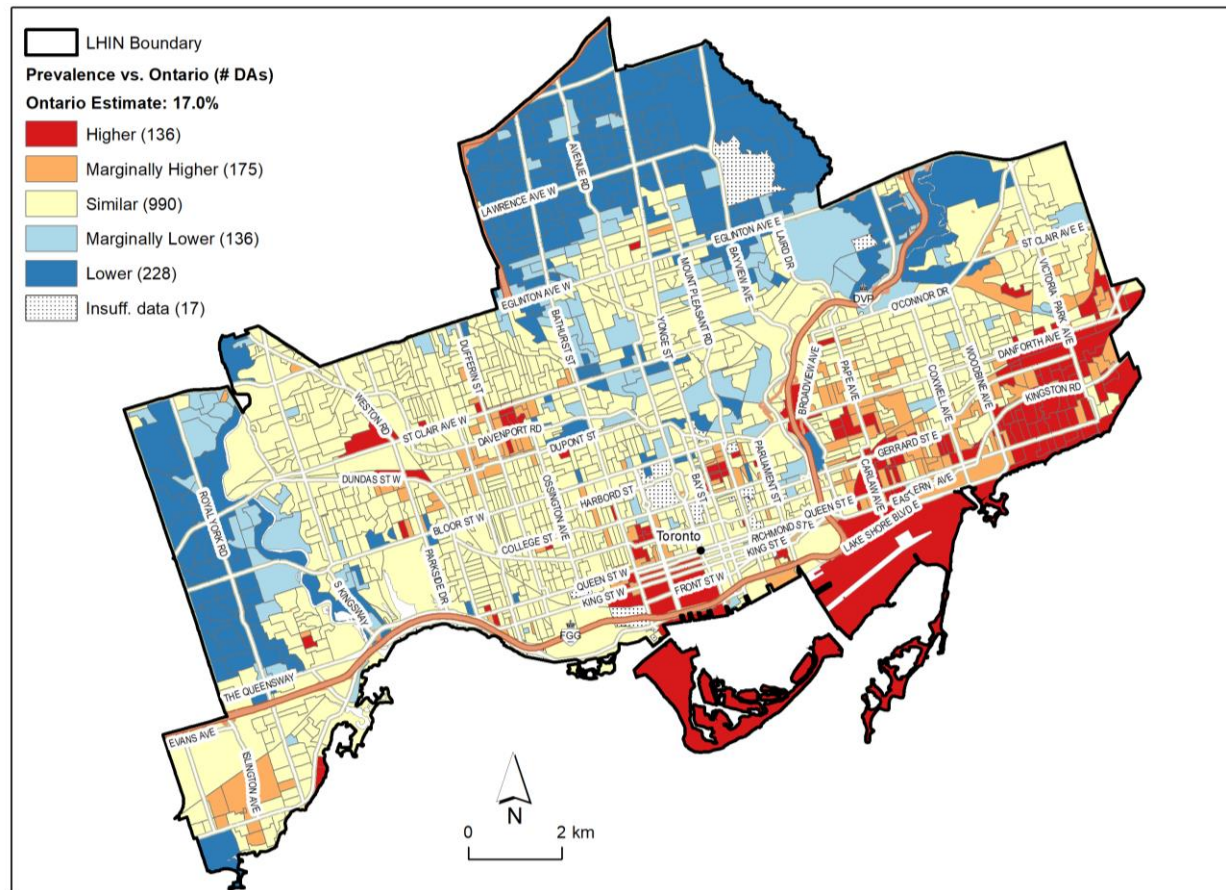 LHIN Boundary
Prevalence vs. Ontario (# DAs)
Ontario Estimate: 17.0%
Higher (136)
Marginally Higher (175)
Similar (990)
Marginally Lower (136)
Lower (228)
Insuff. data (17)
AVENUE RD
LAWRENCE AVE W
EGLINTON AVE E
LAIRD DR
BAYVIEW AVE
MOUNT PLEASANT RD
ST CLAIR AVE E
VICTORIA PARK AVE
DVP
O'CONNOR DR
EGLINTON AVE W
BATHURST ST
YONGE ST
DUFFERIN ST
DANFORTH AVE
WOODBINE AVE
COXWELL AVE
PAPE AVE
BROADVIEW AVE
KINGSTON RD
WESTON RD
ST CLAIR AVE W
DAVENPORT RD
DUPONT ST
GERRARD ST E
CARLAW AVE
PARLIAMENT ST
BAY ST
DUNDAS ST W
OSSINGTON AVE
HARBORD ST
ROYAL YORK RD
BLOOR ST W
COLLEGE ST
QUEEN ST E
EASTERN AVE
RICHMOND ST E
KING ST E
LAKE SHORE BLVD E
Toronto
PARKSIDE DR
S KINGSWAY
QUEEN ST W
KING ST W
FRONT ST W
FGG
THE QUEENSWAY
EVANS AVE
ISLINGTON AVE
N
0 2 km